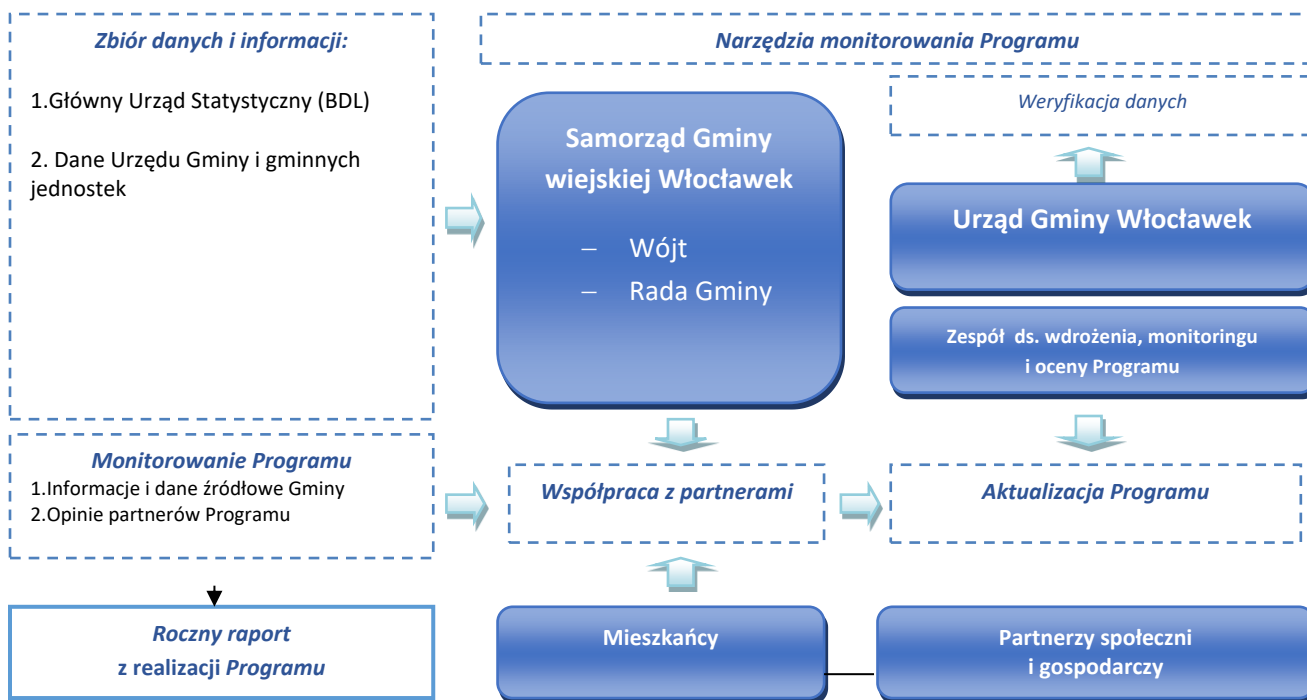 Zbiór danych i informacji:
1.Główny Urząd Statystyczny (BDL)
2. Dane Urzędu Gminy i gminnych
jednostek
Narzędzia monitorowania Programu
Weryfikacja danych
Samorząd Gminy
wiejskiej Włocławek
– Wójt
– Rada Gminy
Urząd Gminy Włocławek
Zespół ds. wdrożenia, monitoringu
i oceny Programu
Monitorowanie Programu
1.Informacje i dane źródłowe Gminy
2.Opinie partnerów Programu
Współpraca z partnerami
Aktualizacja Programu
Roczny raport
z realizacji Programu
Mieszkańcy
Partnerzy społeczni
i gospodarczy